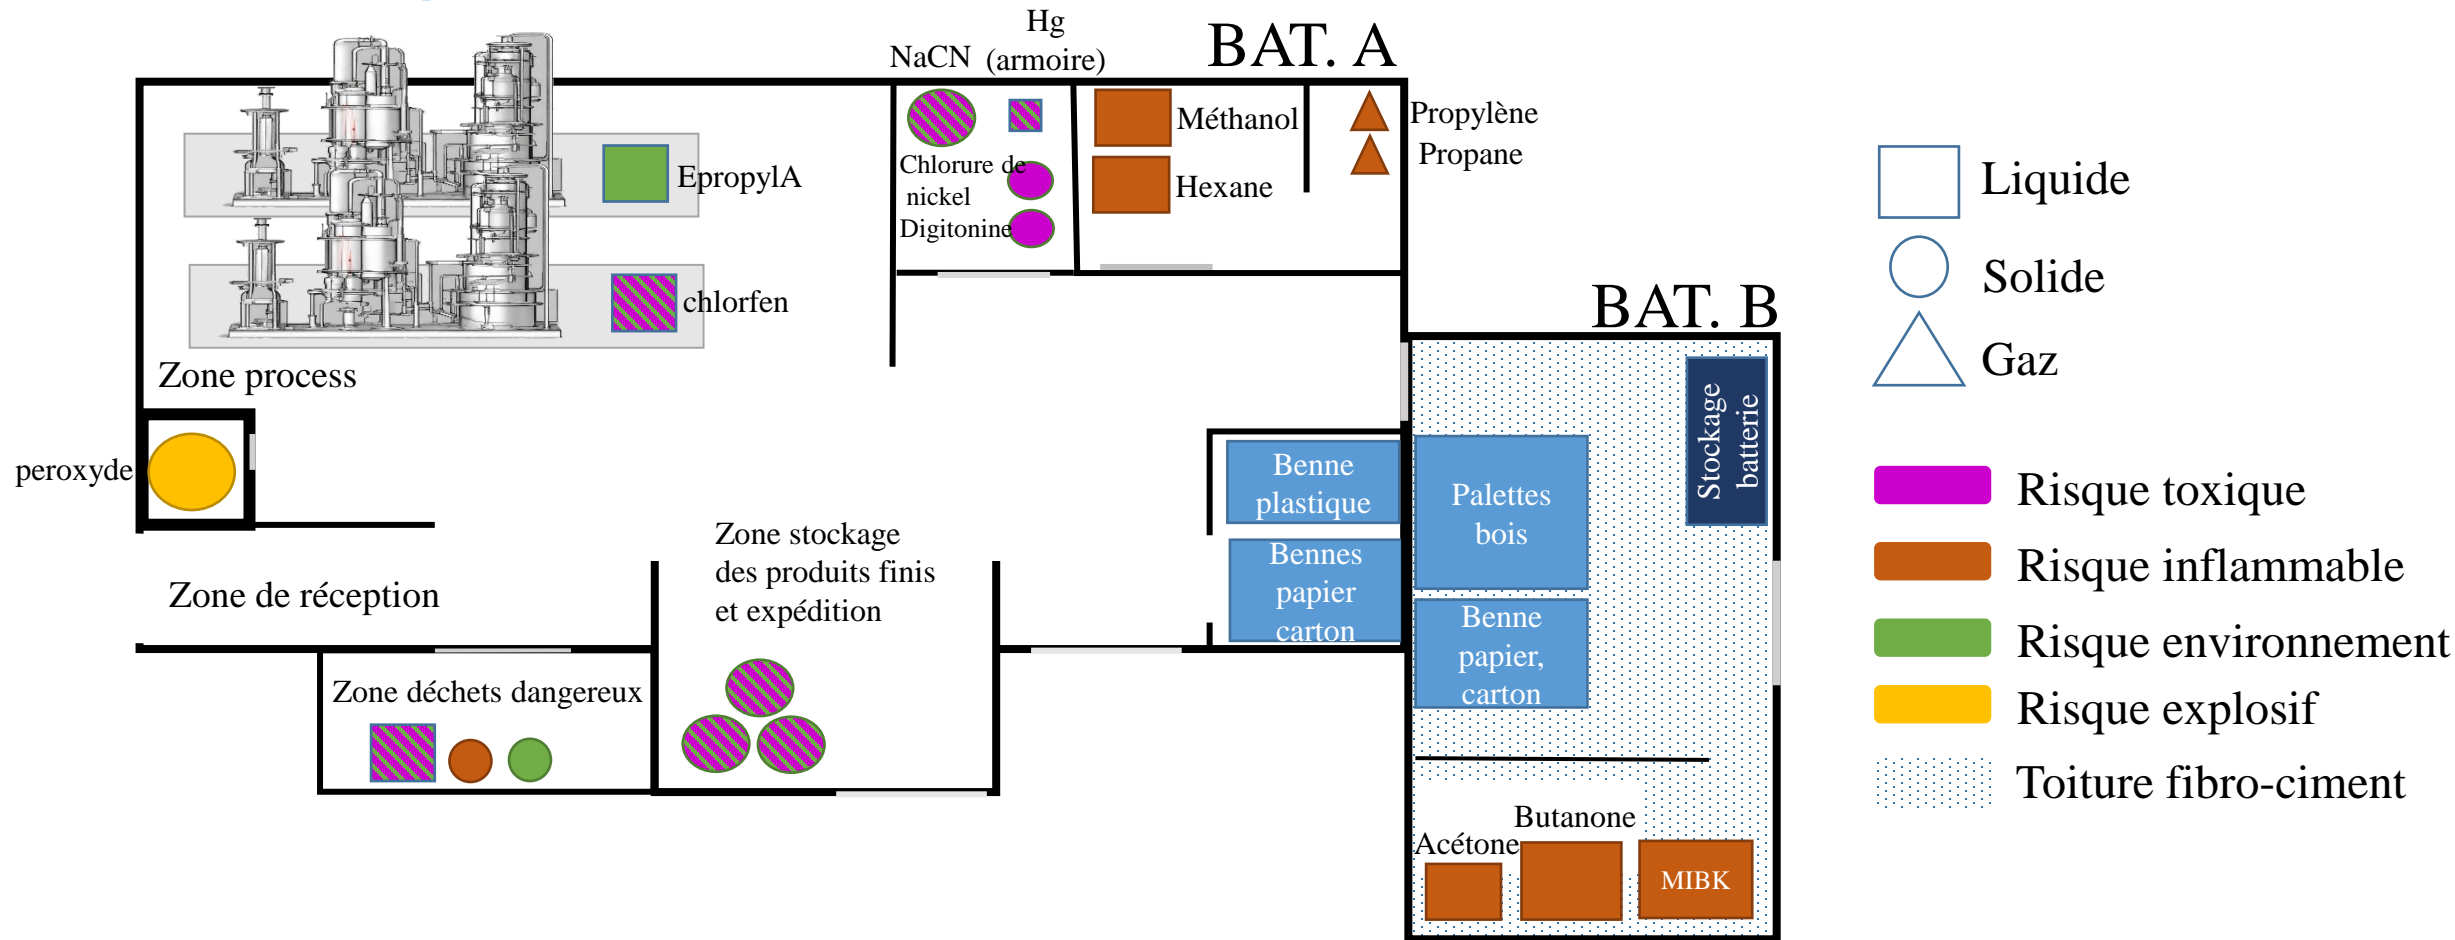 Hg
(armoire)
NaCN
BAT. A
Méthanol
Hexane
Propylène
Propane
Chlorure de
nickel
Digitonine
EpropylA
chlorfen
Zone process
peroxyde
Zone de réception
Zone stockage
des produits finis
et expédition
Zone déchets dangereux
Benne
plastique
Bennes
papier
carton
BAT. B
Stockage
batterie
Palettes
bois
Benne
papier,
carton
Butanone
Acétone
MIBK
Liquide
Solide
Gaz
Risque toxique
Risque inflammable
Risque environnement
Risque explosif
Toiture fibro-ciment